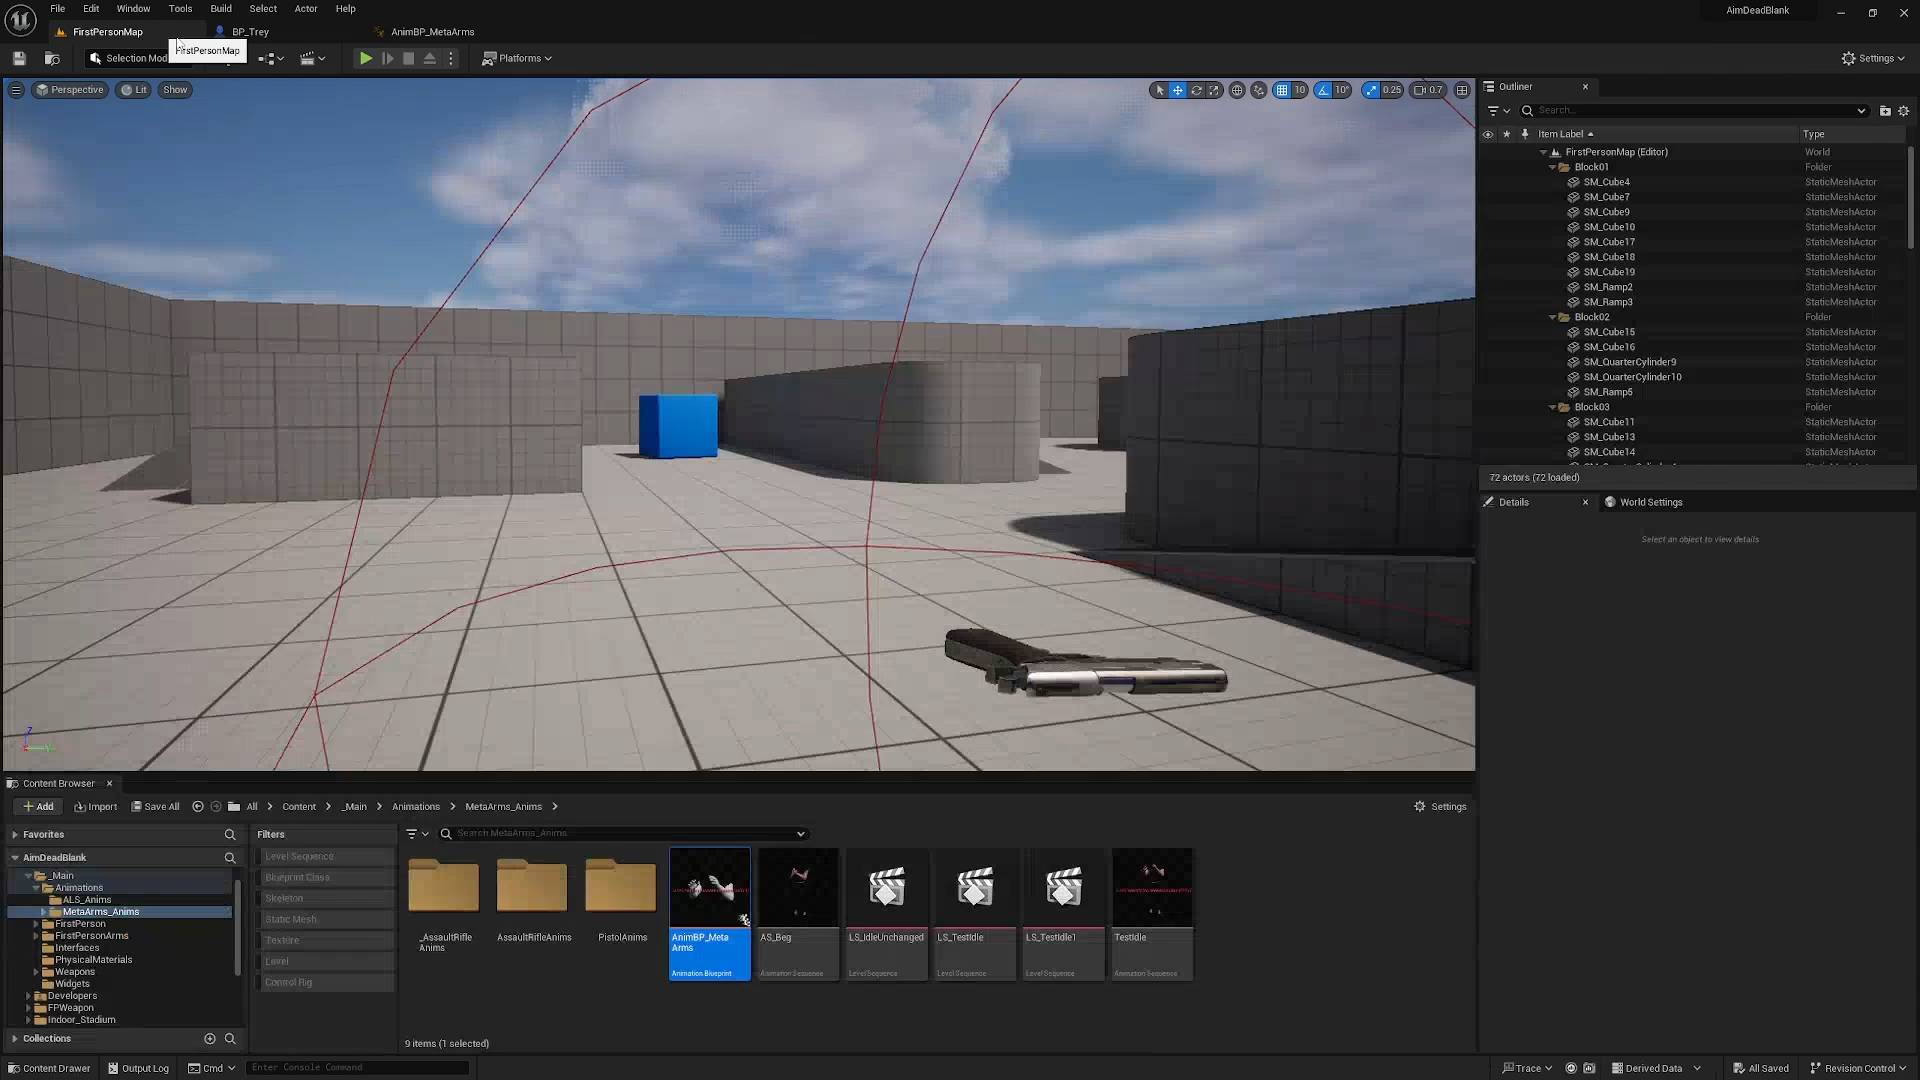 File Edit Window Tools Build Select Actor Help
AimDeadBlank
FirstPersonMap BP_Trey AnimBP_MetaArms
FirstPersonMap
Selection Mod
Platforms
Settings
Perspective Lit Show
10 10° 0.25 0.7
Outliner
Search...
Item Label Type
FirstPersonMap (Editor) World
Block01 Folder
SM_Cube4 StaticMeshActor
SM_Cube7 StaticMeshActor
SM_Cube9 StaticMeshActor
SM_Cube10 StaticMeshActor
SM_Cube17 StaticMeshActor
SM_Cube18 StaticMeshActor
SM_Cube19 StaticMeshActor
SM_Ramp2 StaticMeshActor
SM_Ramp3 StaticMeshActor
Block02 Folder
SM_Cube15 StaticMeshActor
SM_Cube16 StaticMeshActor
SM_QuarterCylinder9 StaticMeshActor
SM_QuarterCylinder10 StaticMeshActor
SM_Ramp5 StaticMeshActor
Block03 Folder
SM_Cube11 StaticMeshActor
SM_Cube13 StaticMeshActor
SM_Cube14 StaticMeshActor
72 actors (72 loaded)
Details World Settings
Select an object to view details
Z
Content Browser
Add Import Save All All Content _Main Animations MetaArms_Anims
Settings
Favorites
AimDeadBlank
_Main
Animations
ALS_Anims
MetaArms_Anims
FirstPerson
FirstPersonArms
Interfaces
PhysicalMaterials
Weapons
Widgets
Developers
FPWeapon
Indoor_Stadium
Collections
Filters
Level Sequence
Blueprint Class
Skeleton
Static Mesh
Texture
Level
Control Rig
Search MetaArms_Anims
_AssaultRifle
Anims
AssaultRifleAnims
PistolAnims
AnimBP_Meta
Arms
Animation Blueprint
AS_Beg
Animation Sequence
LS_IdleUnchanged
Level Sequence
LS_TestIdle
Level Sequence
LS_TestIdle1
Level Sequence
TestIdle
Animation Sequence
9 items (1 selected)
Content Drawer Output Log Cmd Enter Console Command
Trace Derived Data All Saved Revision Control